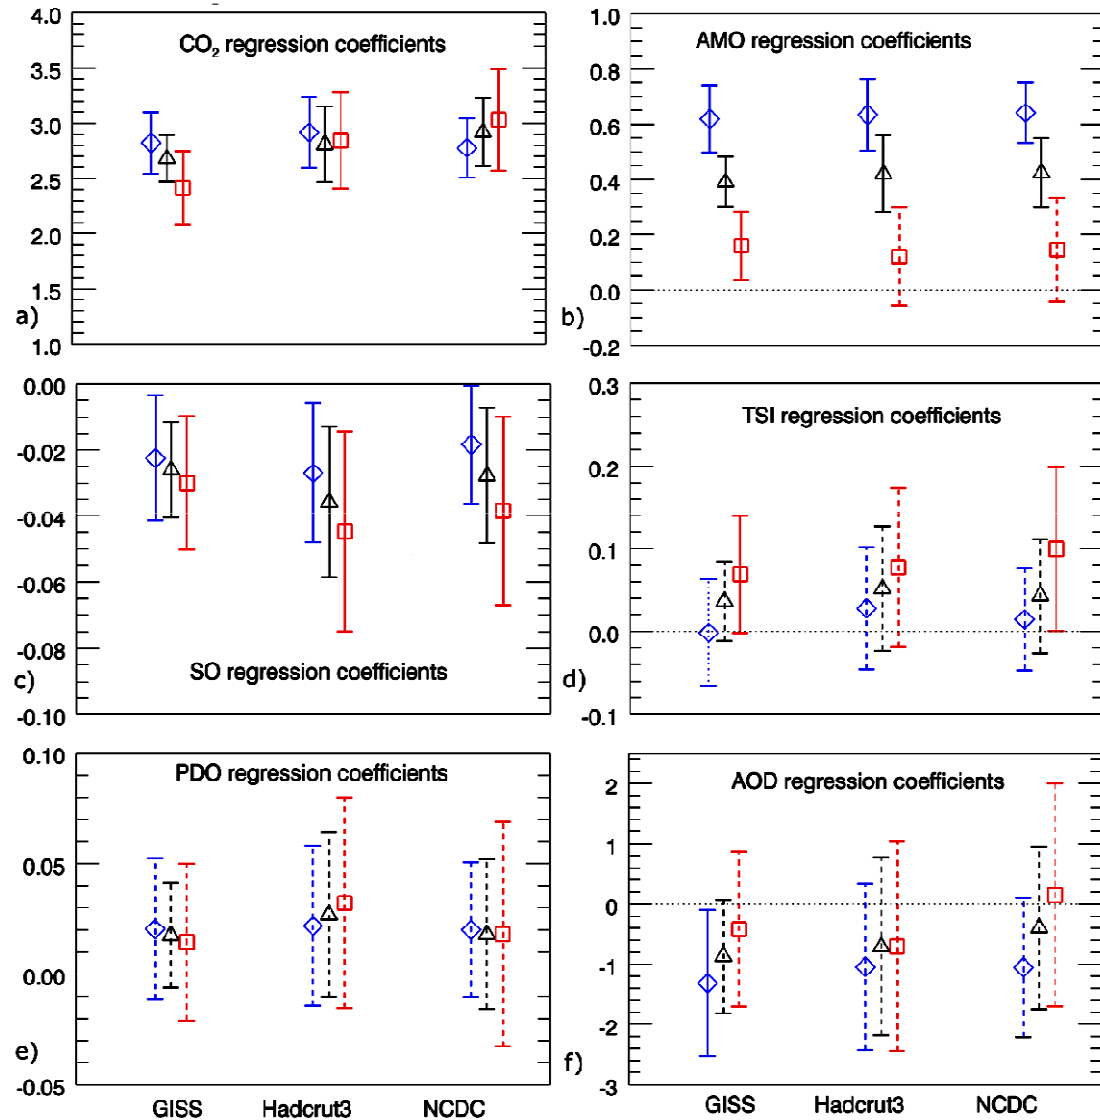 4.0
CO2 regression coefficients
3.5
3.0
2.5
2.0
1.5
a)
1.0
1.0
AMO regression coefficients
0.8
0.6
0.4
0.2
0.0
b)
-0.2
0.00
-0.02
-0.04
-0.06
-0.08
SO regression coefficients
c)
-0.10
0.3
TSI regression coefficients
0.2
0.1
0.0
d)
-0.1
0.10
PDO regression coefficients
0.05
0.00
e)
-0.05
GISS Hadcrut3 NCDC
2
AOD regression coefficients
1
0
-1
-2
f)
-3
GISS Hadcrut3 NCDC